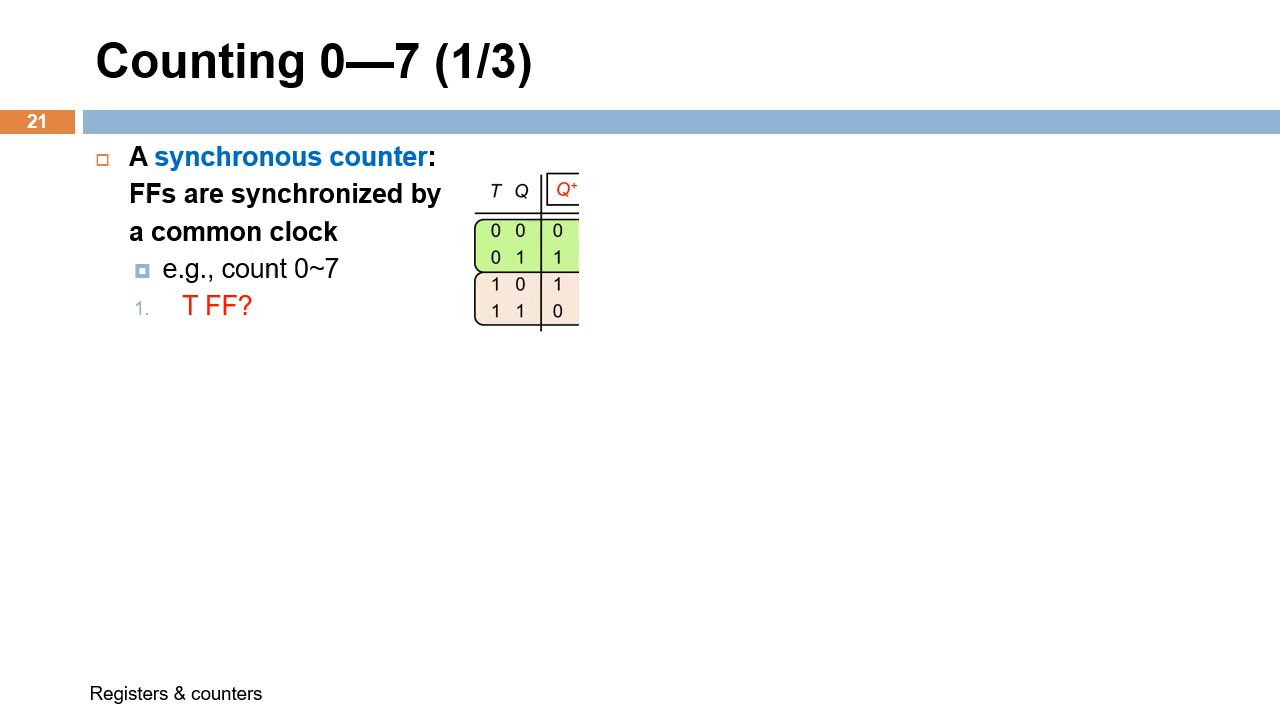 Counting 0—7 (1/3)
21
A synchronous counter:
FFs are synchronized by
a common clock
e.g., count 0~7
1. T FF?
T Q Q+
0 0 0
0 1 1
1 0 1
1 1 0
Registers & counters